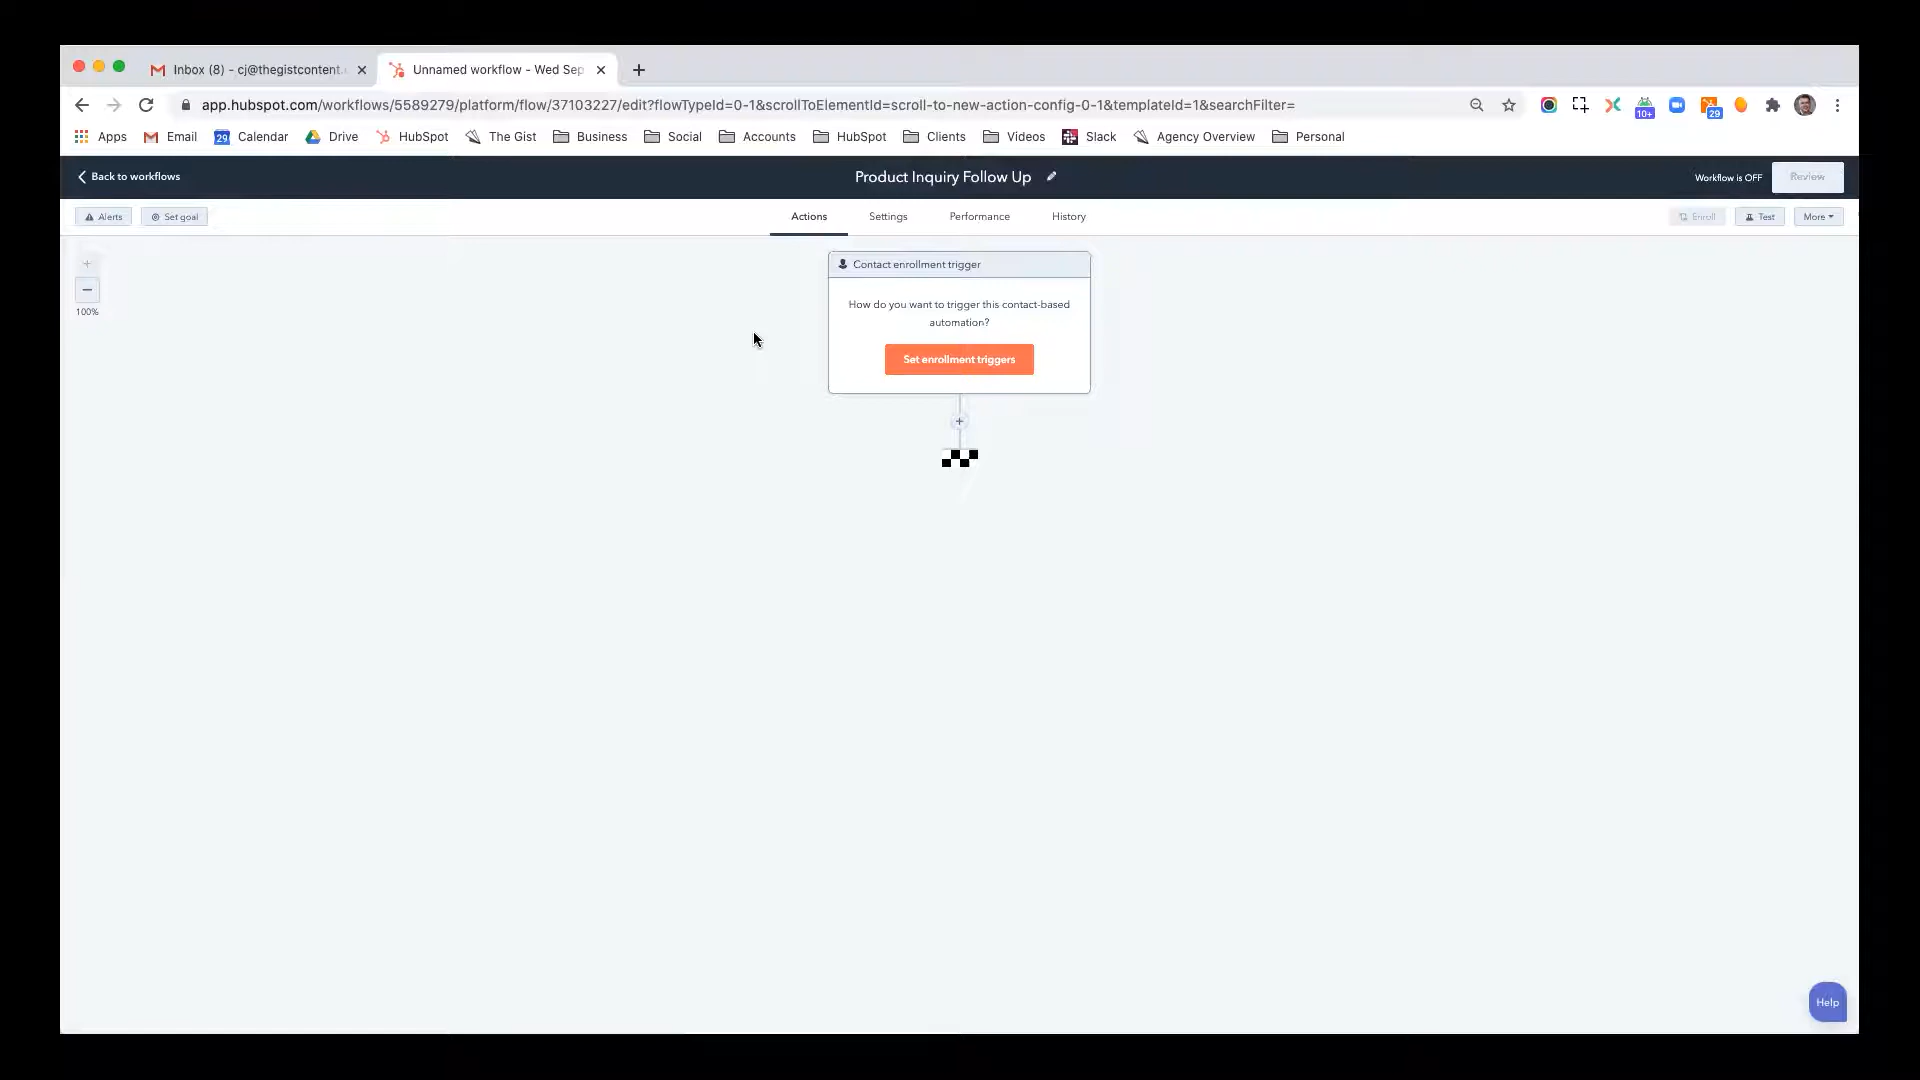 Inbox (8) - cj@thegistcontent.
Unnamed workflow - Wed Sep
app.hubspot.com/workflows/5589279/platform/flow/37103227/edit?flowTypeId=0-1&scrollToElementId=scroll-to-new-action-config-0-1&templateId=1&searchFilter=
10+
29
Apps
Email
29
Calendar
Drive
HubSpot
The Gist
Business
Social
Accounts
HubSpot
Clients
Videos
Slack
Agency Overview
Personal
Back to workflows
Product Inquiry Follow Up
Workflow is OFF
Review
Alerts
Set goal
Actions
Settings
Performance
History
Enroll
Test
More
+
−
100%
Contact enrollment trigger
How do you want to trigger this contact-based
automation?
Set enrollment triggers
+
Help